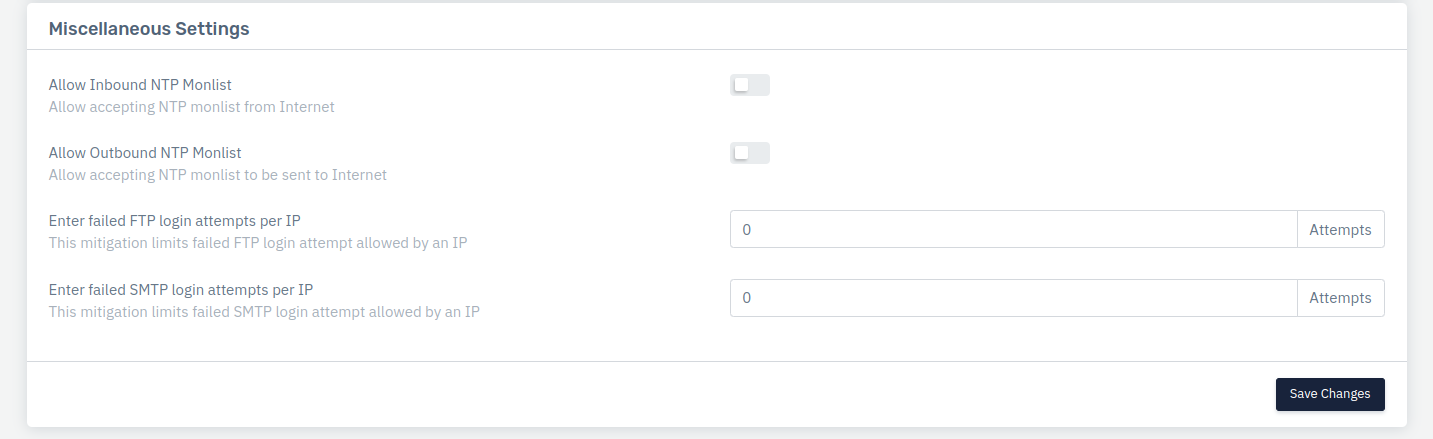 Miscellaneous Settings
Allow Inbound NTP Monlist
Allow accepting NTP monlist from Internet
Allow Outbound NTP Monlist
Allow accepting NTP monlist to be sent to Internet
Enter failed FTP login attempts per IP
This mitigation limits failed FTP login attempt allowed by an IP
0 Attempts
Enter failed SMTP login attempts per IP
This mitigation limits failed SMTP login attempt allowed by an IP
0 Attempts
Save Changes